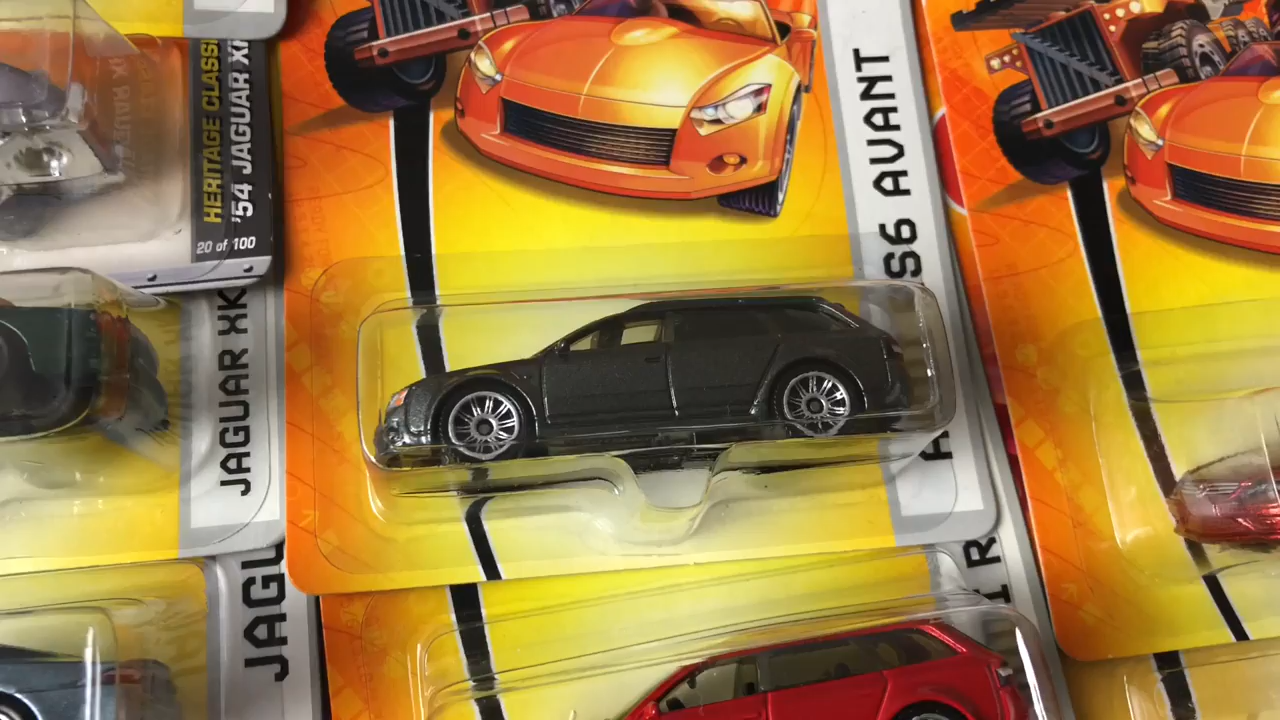 HERITAGE CLASSI
'54 JAGUAR XK
20 of 100
JAGUAR XK
JAGU
S6 AVANT